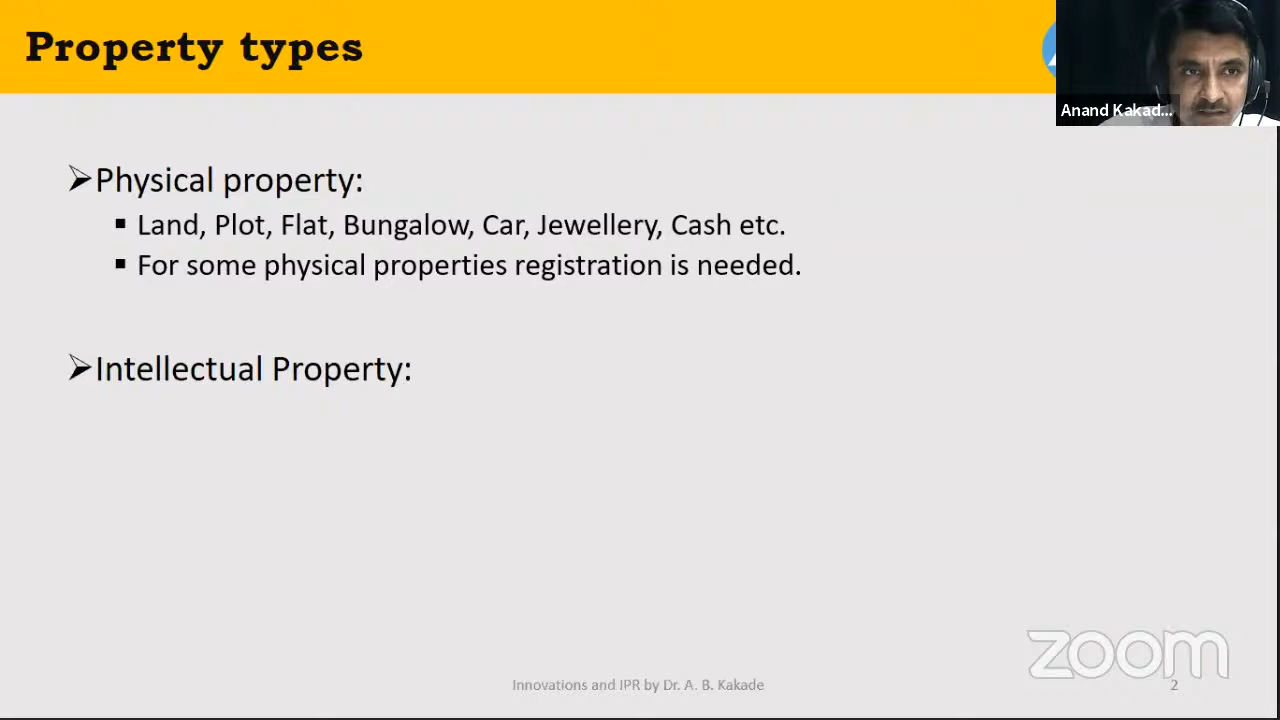 Property types
Anand Kakad...
➢Physical property:
▪ Land, Plot, Flat, Bungalow, Car, Jewellery, Cash etc.
▪ For some physical properties registration is needed.
➢Intellectual Property:
zoom
Innovations and IPR by Dr. A. B. Kakade
2